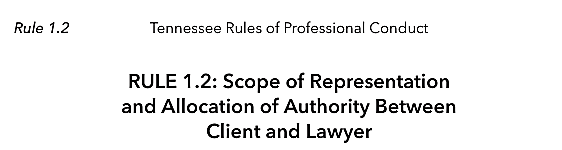 Rule 1.2 Tennessee Rules of Professional Conduct
RULE 1.2: Scope of Representation
and Allocation of Authority Between
Client and Lawyer